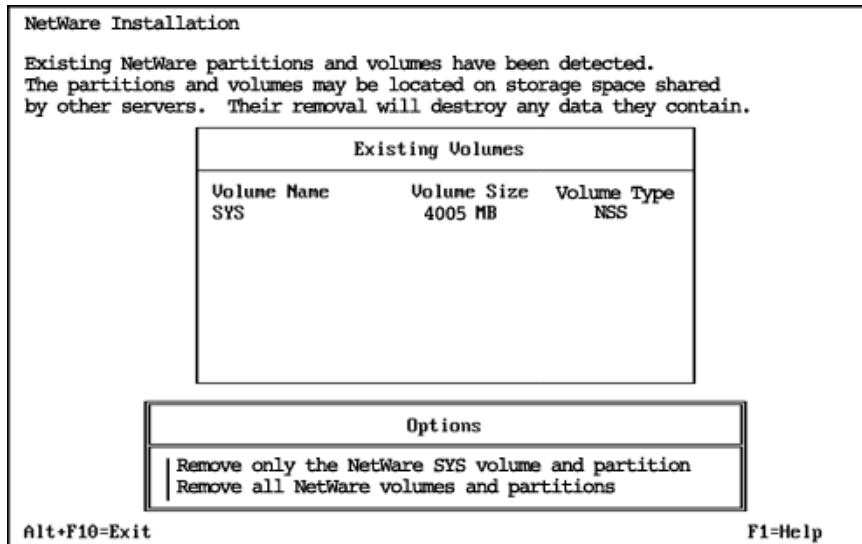 NetWare Installation
Existing NetWare partitions and volumes have been detected.
The partitions and volumes may be located on storage space shared
by other servers.  Their removal will destroy any data they contain.
Existing Volumes
Volume Name Volume Size Volume Type
SYS 4005 MB NSS
Options
Remove only the NetWare SYS volume and partition
Remove all NetWare volumes and partitions
Alt+F10=Exit F1=Help